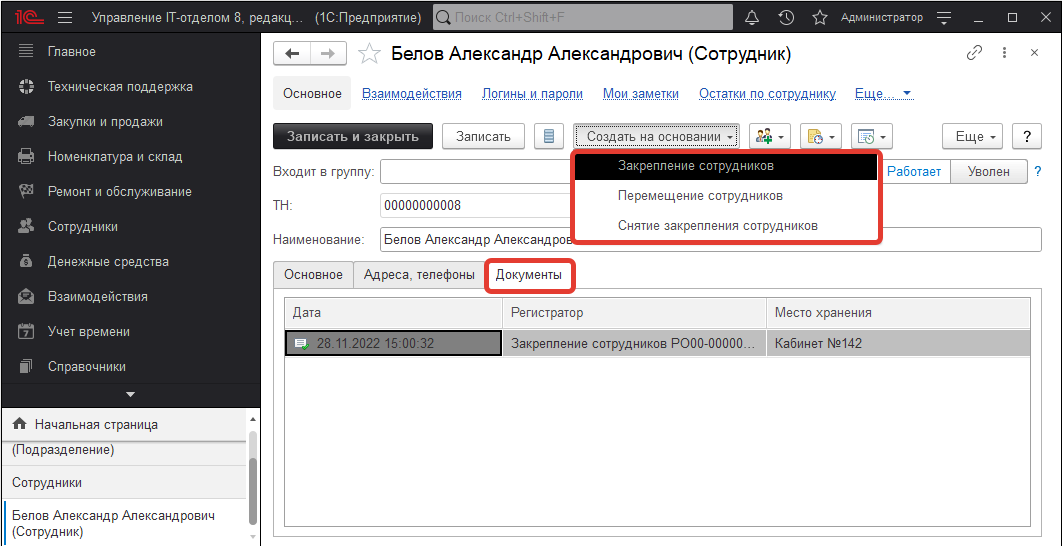 Управление IT-отделом 8, редакц... (1С:Предприятие)
Поиск Ctrl+Shift+F
Администратор
Главное
Техническая поддержка
Закупки и продажи
Номенклатура и склад
Ремонт и обслуживание
Сотрудники
Денежные средства
Взаимодействия
Учет времени
Справочники
Начальная страница
(Подразделение)
Сотрудники
Белов Александр Александрович
(Сотрудник)
Белов Александр Александрович (Сотрудник)
Основное Взаимодействия Логины и пароли Мои заметки Остатки по сотруднику Еще...
Записать и закрыть Записать Создать на основании Еще ?
Закрепление сотрудников
Перемещение сотрудников
Снятие закрепления сотрудников
Входит в группу: Работает Уволен ?
ТН: 00000000008
Наименование: Белов Александр Александров
Основное Адреса, телефоны Документы
Дата Регистратор Место хранения
28.11.2022 15:00:32 Закрепление сотрудников РО00-00000... Кабинет №142